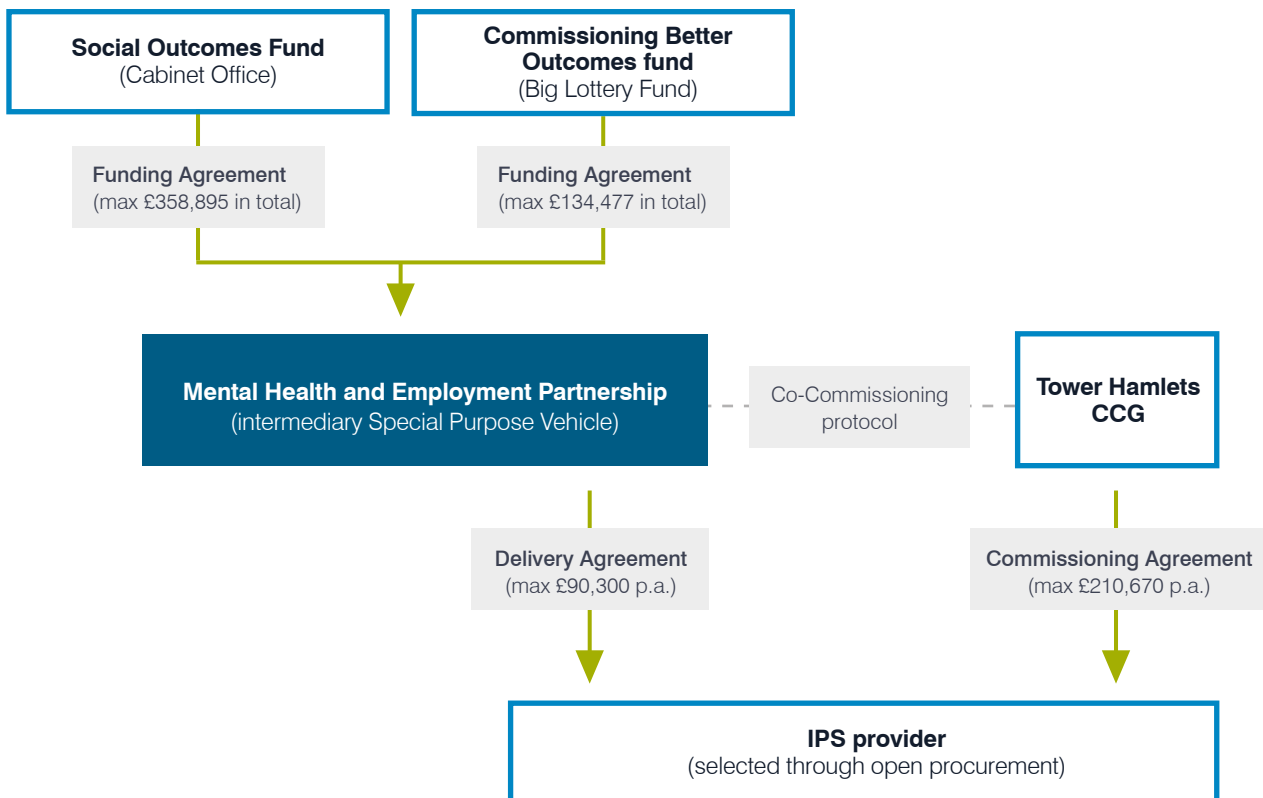 Social Outcomes Fund
(Cabinet Office)
Commissioning Better
Outcomes fund
(Big Lottery Fund)
Funding Agreement
(max £358,895 in total)
Funding Agreement
(max £134,477 in total)
Mental Health and Employment Partnership
(intermediary Special Purpose Vehicle)
Co-Commissioning
protocol
Tower Hamlets
CCG
Delivery Agreement
(max £90,300 p.a.)
Commissioning Agreement
(max £210,670 p.a.)
IPS provider
(selected through open procurement)